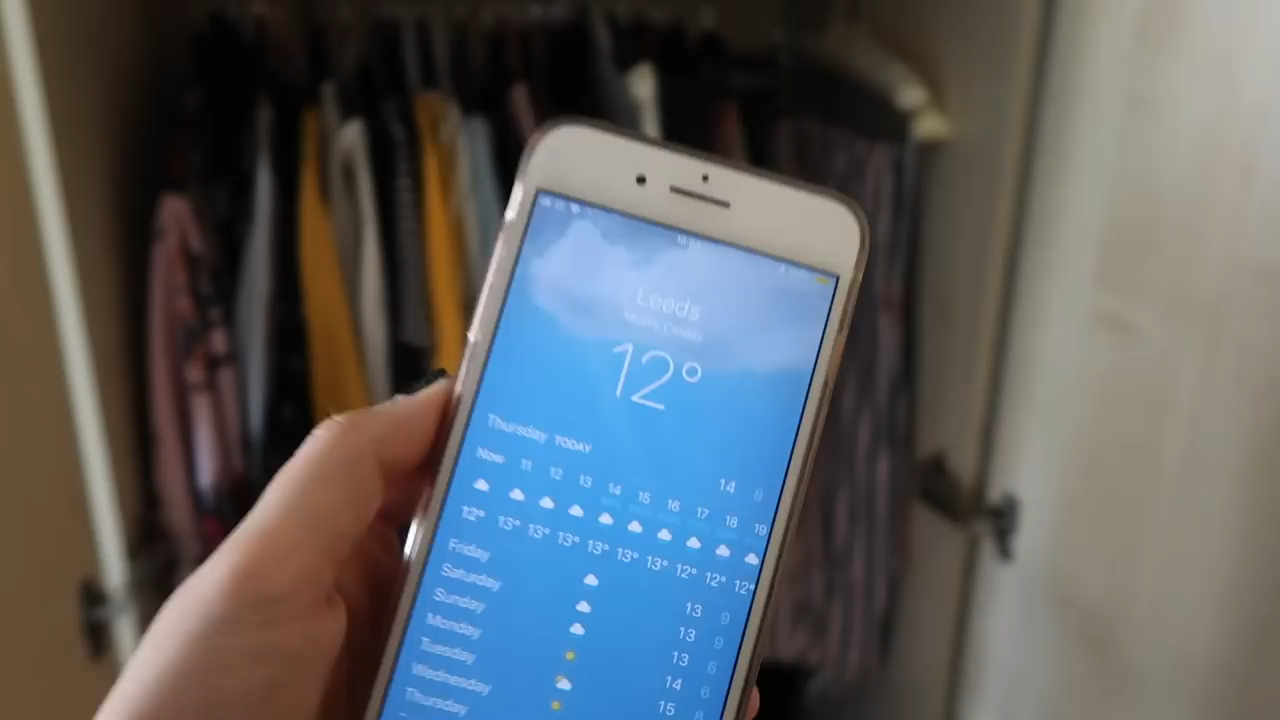 Leeds
Mostly Cloudy
12°
Thursday TODAY 14 8
Now 11 12 13 14 15 16 17 18 19
12° 13° 13° 13° 13° 13° 13° 12° 12° 12°
Friday 13 9
Saturday 13 9
Sunday 13 6
Monday 14 6
Tuesday 15 8
Wednesday
Thursday